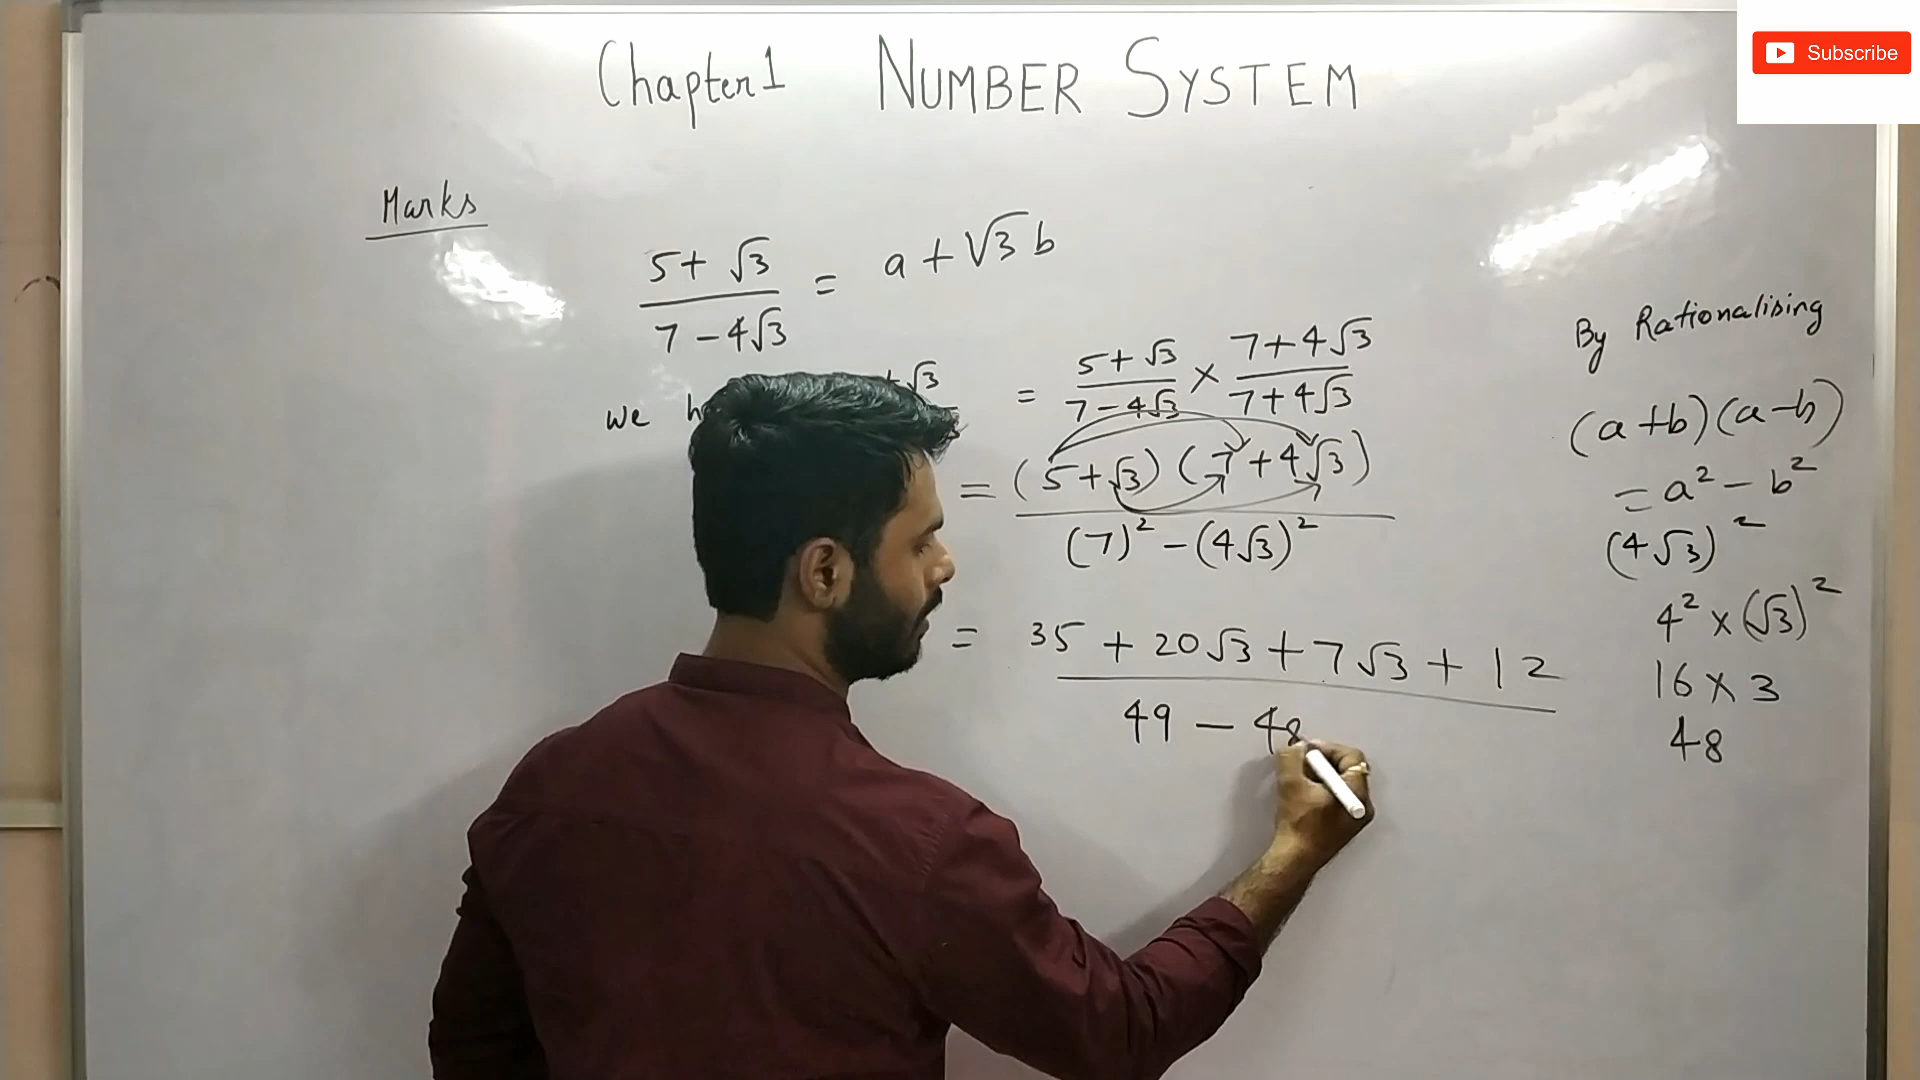 Subscribe
Chapter 1 NUMBER SYSTEM
Marks
5+√3 / 7-4√3 = a+√3b
By Rationalising
we √3 = 5+√3 / 7-4√3 × 7+4√3 / 7+4√3
(a+b)(a-b)
= (5+√3)(7+4√3) / (7)²-(4√3)²
= a²-b²
(4√3)²
4²×(√3)²
= 35+20√3+7√3+12 / 49-48
16×3
48